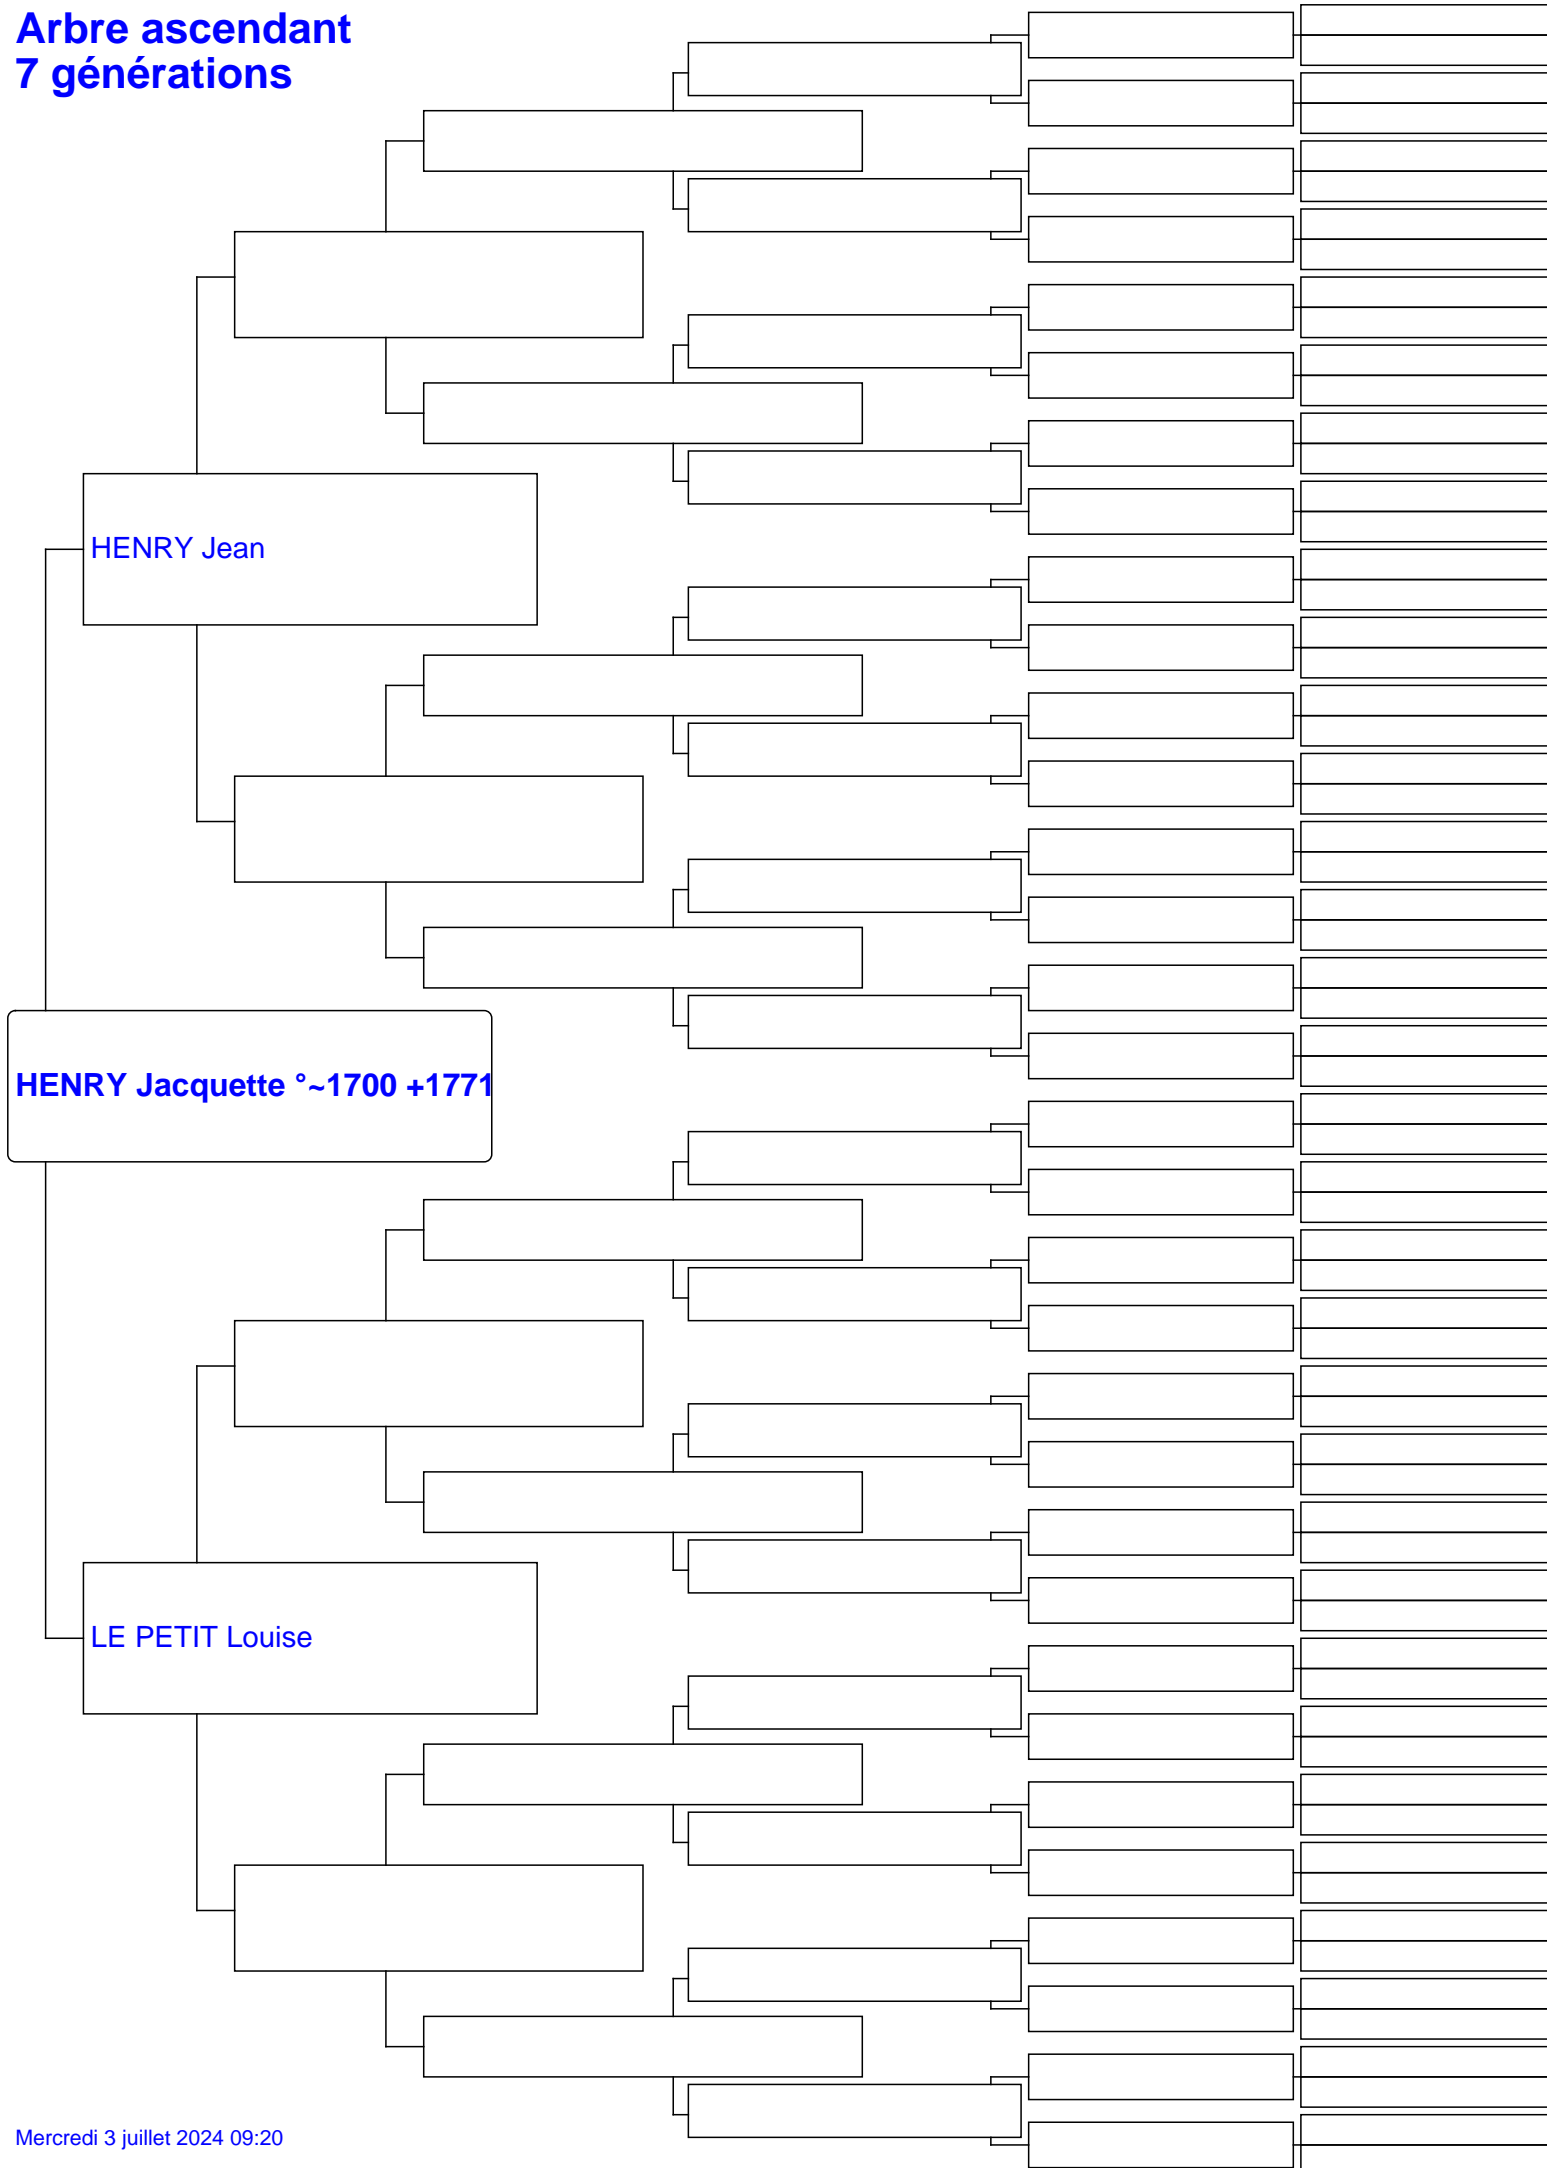 Arbre ascendant
7 générations
HENRY Jean
HENRY Jacquette °~1700 +1771
LE PETIT Louise
Mercredi 3 juillet 2024 09:20